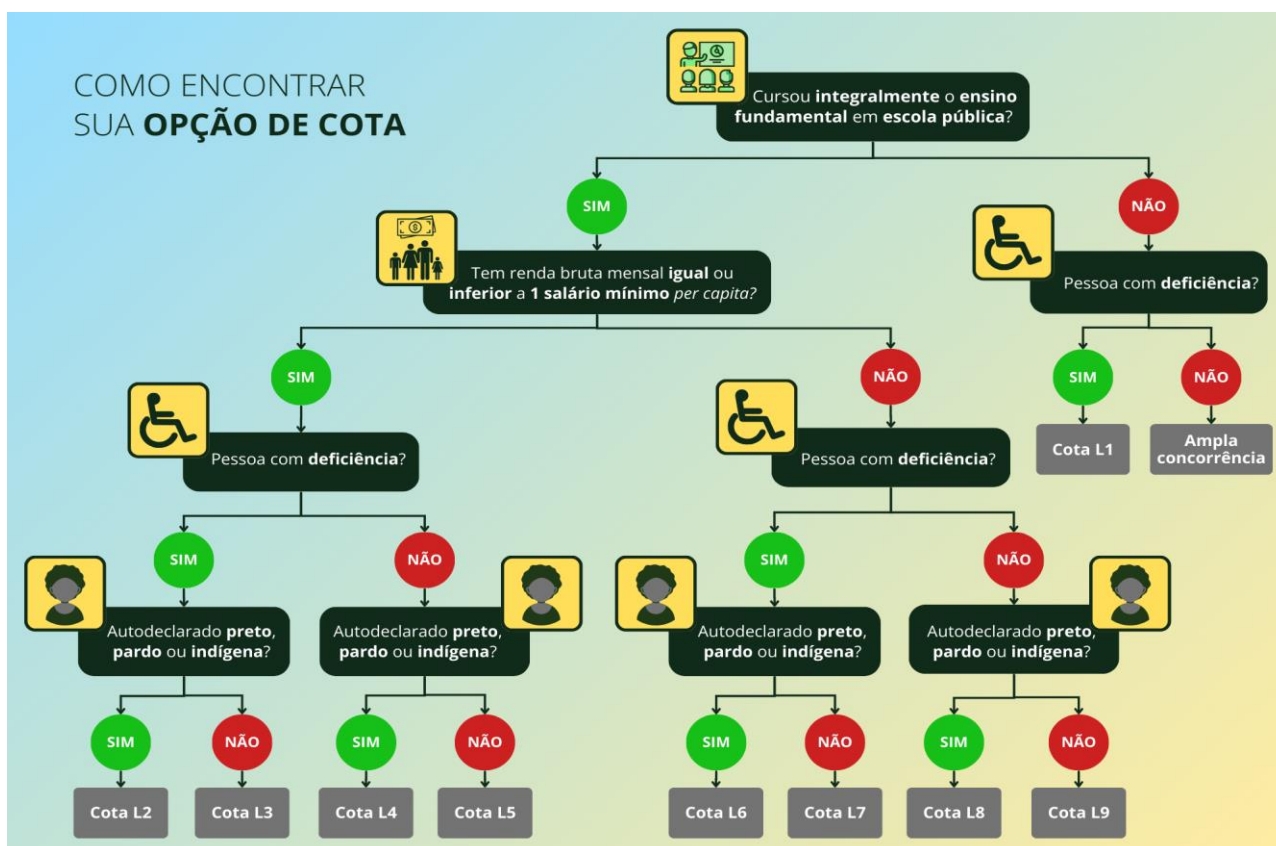 COMO ENCONTRAR
SUA OPÇÃO DE COTA
Cursou integralmente o ensino
fundamental em escola pública?
SIM
NÃO
Tem renda bruta mensal igual ou
inferior a 1 salário mínimo per capita?
Pessoa com deficiência?
SIM
NÃO
SIM
NÃO
Cota L1
Ampla
concorrência
Pessoa com deficiência?
Pessoa com deficiência?
SIM
NÃO
SIM
NÃO
Autodeclarado preto,
pardo ou indígena?
Autodeclarado preto,
pardo ou indígena?
Autodeclarado preto,
pardo ou indígena?
Autodeclarado preto,
pardo ou indígena?
SIM
NÃO
SIM
NÃO
SIM
NÃO
SIM
NÃO
Cota L2
Cota L3
Cota L4
Cota L5
Cota L6
Cota L7
Cota L8
Cota L9